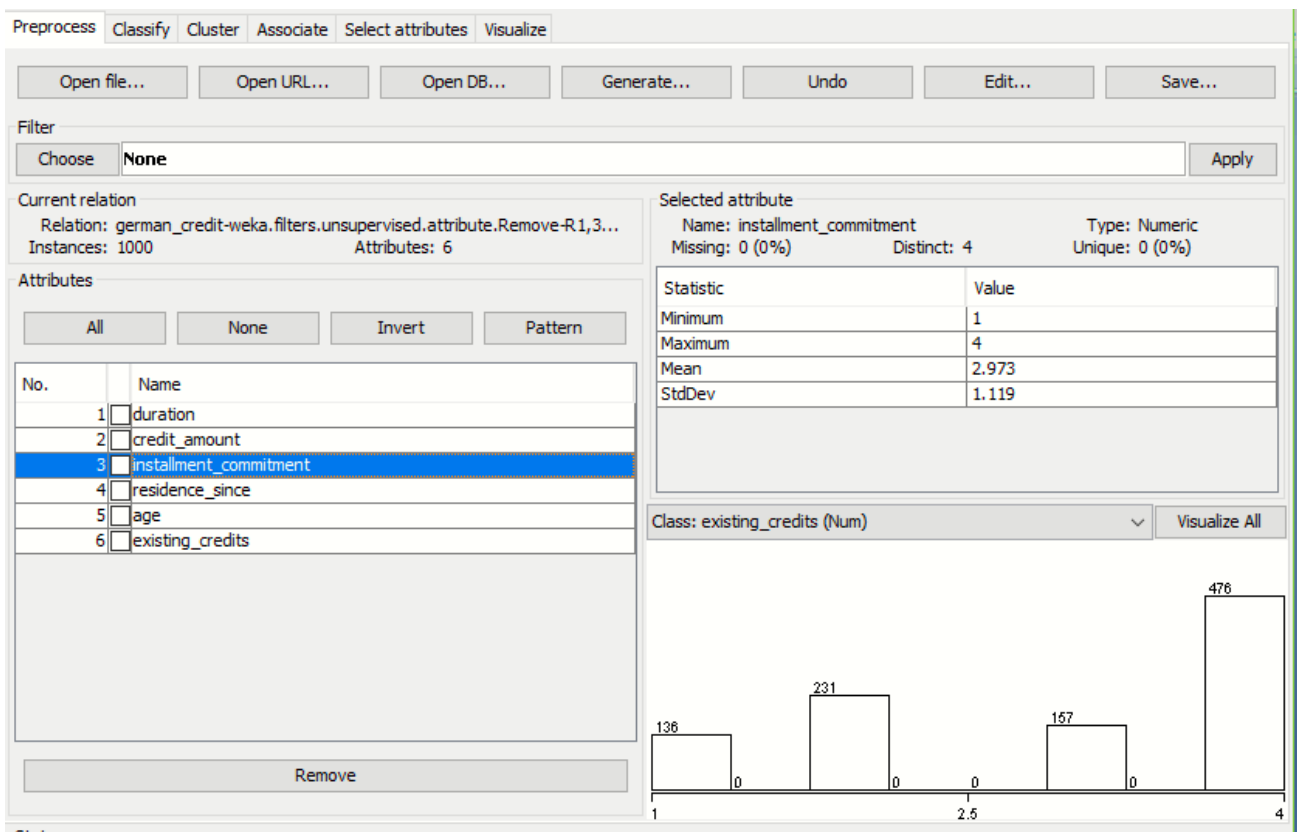 Preprocess Classify Cluster Associate Select attributes Visualize
Open file... Open URL... Open DB... Generate... Undo Edit... Save...
Filter
Choose None Apply
Current relation
Relation: german_credit-weka.filters.unsupervised.attribute.Remove-R1,3...
Instances: 1000 Attributes: 6
Selected attribute
Name: installment_commitment Type: Numeric
Missing: 0 (0%) Distinct: 4 Unique: 0 (0%)
Attributes
All None Invert Pattern
No. Name
1 duration
2 credit_amount
3 installment_commitment
4 residence_since
5 age
6 existing_credits
Remove
Statistic Value
Minimum 1
Maximum 4
Mean 2.973
StdDev 1.119
Class: existing_credits (Num) Visualize All
476
231
157
136
0 0 0 0
1 2.5 4